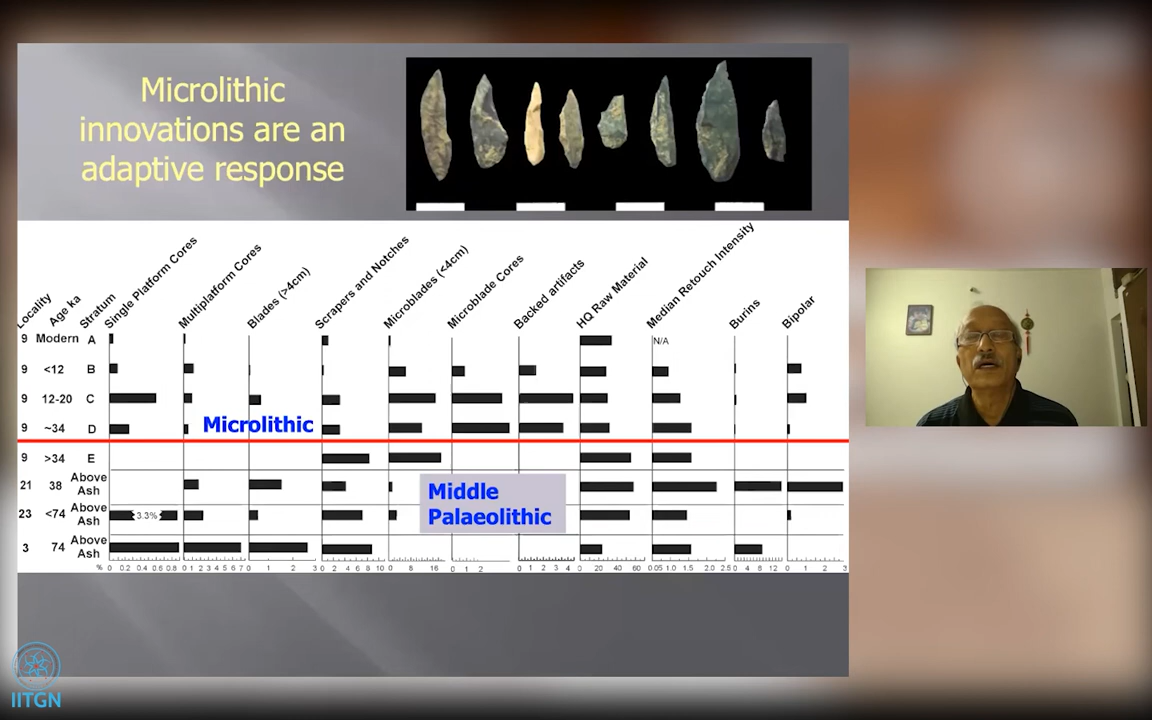 Microlithic
innovations are an
adaptive response
Locality
Age ka
Stratum
Single Platform Cores
Multiplatform Cores
Blades (>4cm)
Scrapers and Notches
Microblades (<4cm)
Microblade Cores
Backed artifacts
HQ Raw Material
Median Retouch Intensity
Burins
Bipolar
9 Modern A N/A
9 <12 B
9 12-20 C
9 ~34 D
Microlithic
9 >34 E
21 38 Above Ash
Middle
Palaeolithic
23 <74 Above Ash 3.3%
3 74 Above Ash
% 0 0.2 0.4 0.6 0.8 0 1 2 3 4 5 6 7 0 1 2 3 0 2 4 6 8 10 0 8 16 0 1 2 0 1 2 3 4 0 20 40 60 0.05 1.0 1.5 2.0 2.5 0 4 8 12 0 1 2 3
IITGN